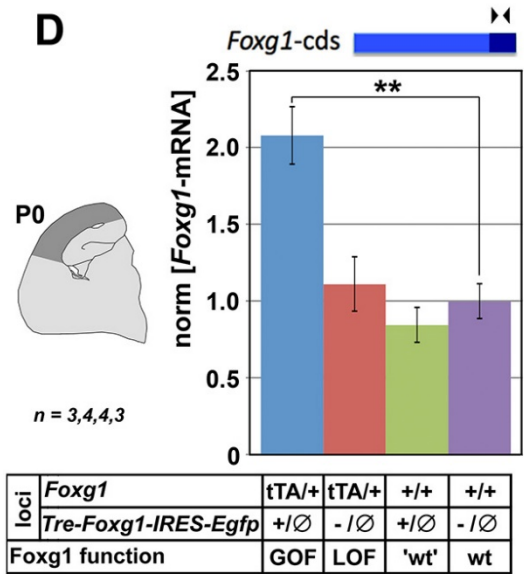 D
Foxg1-cds
**
2.5
2.0
1.5
1.0
0.5
0
norm [Foxg1-mRNA]
P0
n = 3,4,4,3
loci
Foxg1 tTA/+ tTA/+ +/+ +/+
Tre-Foxg1-IRES-Egfp +/∅ -/∅ +/∅ -/∅
Foxg1 function GOF LOF 'wt' wt